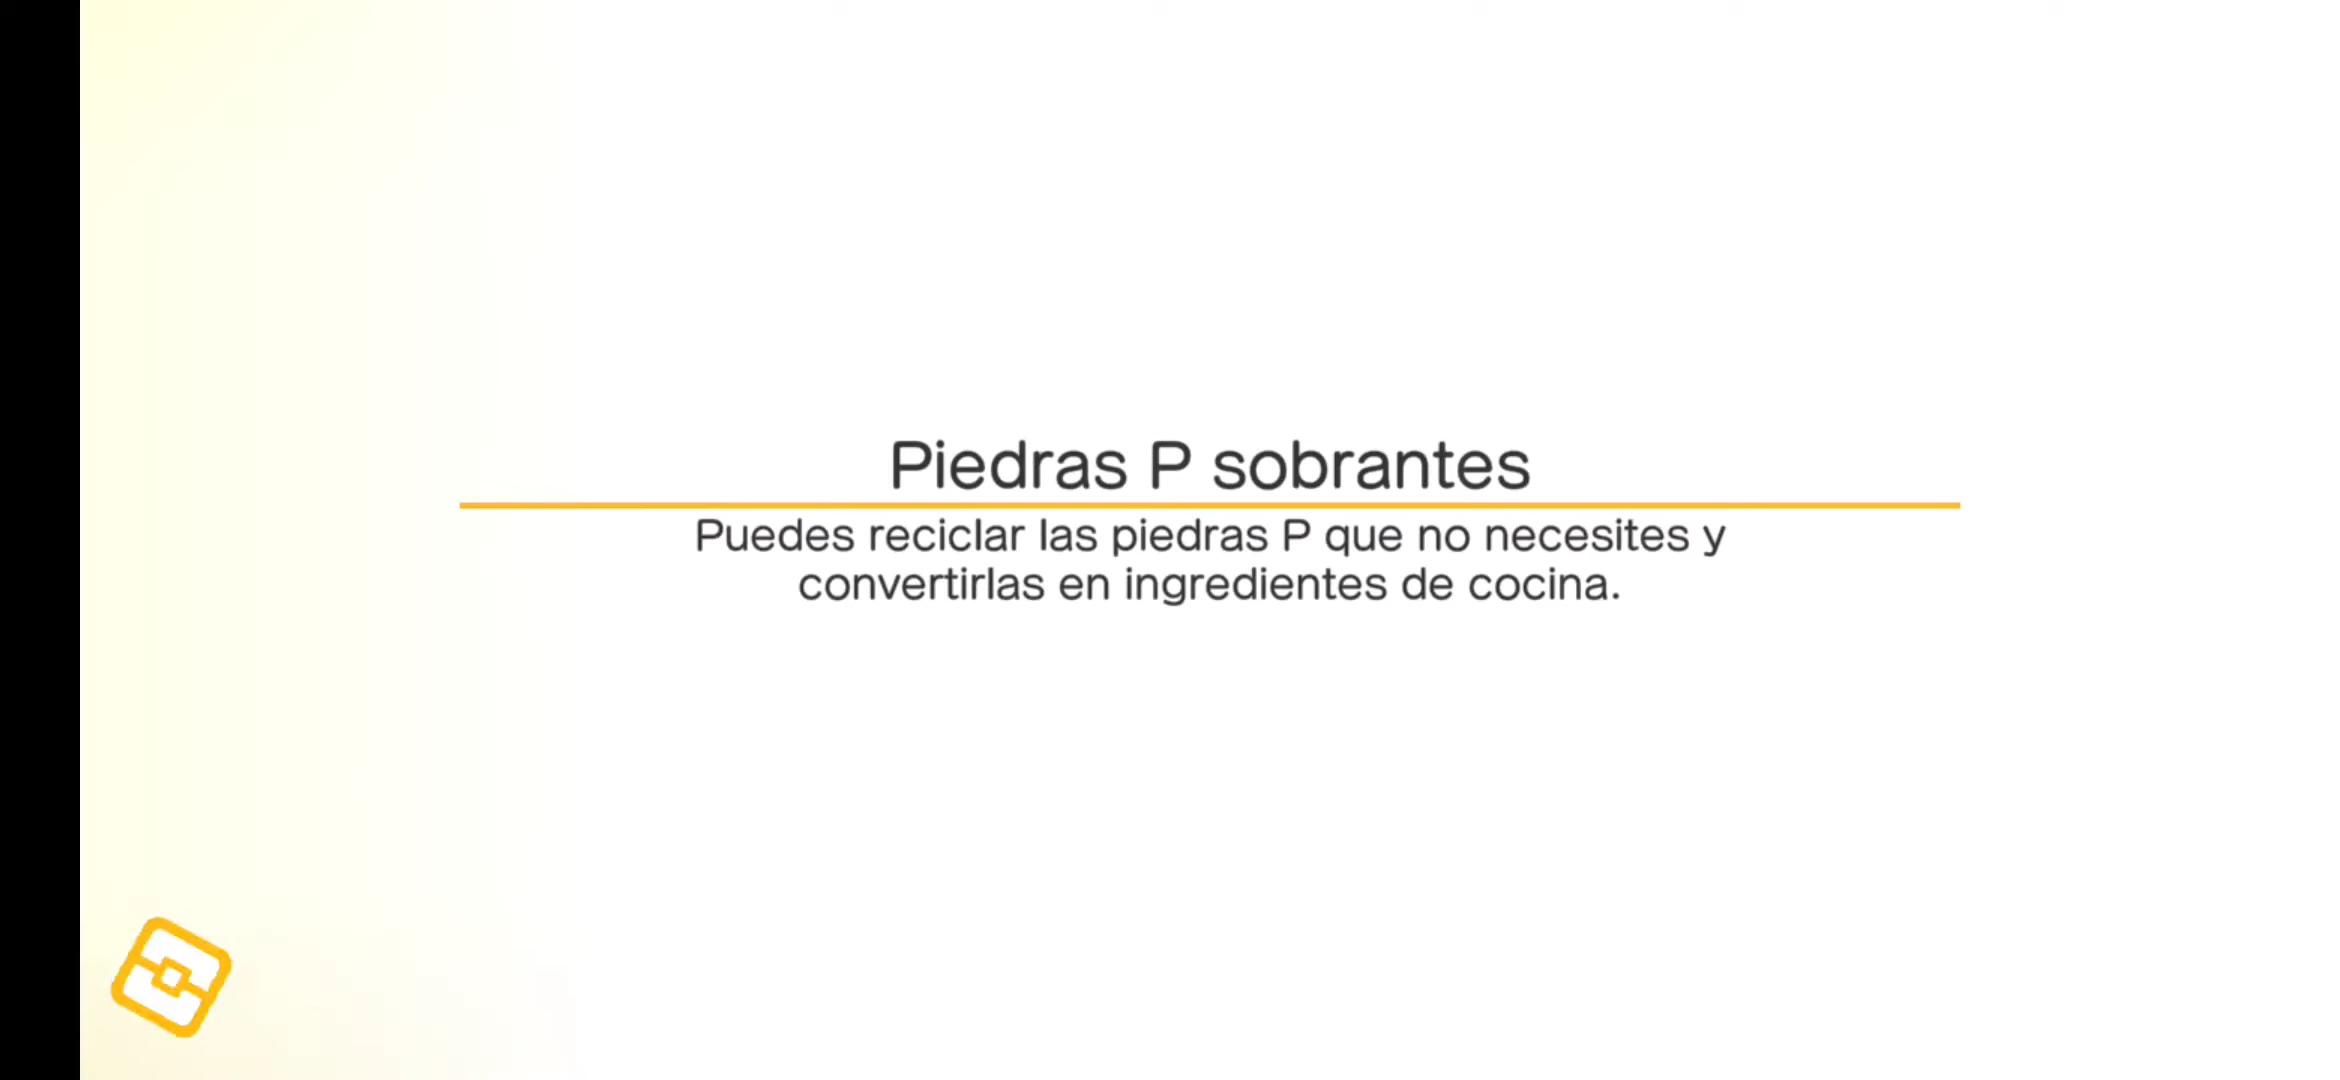 Piedras P sobrantes
Puedes reciclar las piedras P que no necesites y
convertirlas en ingredientes de cocina.